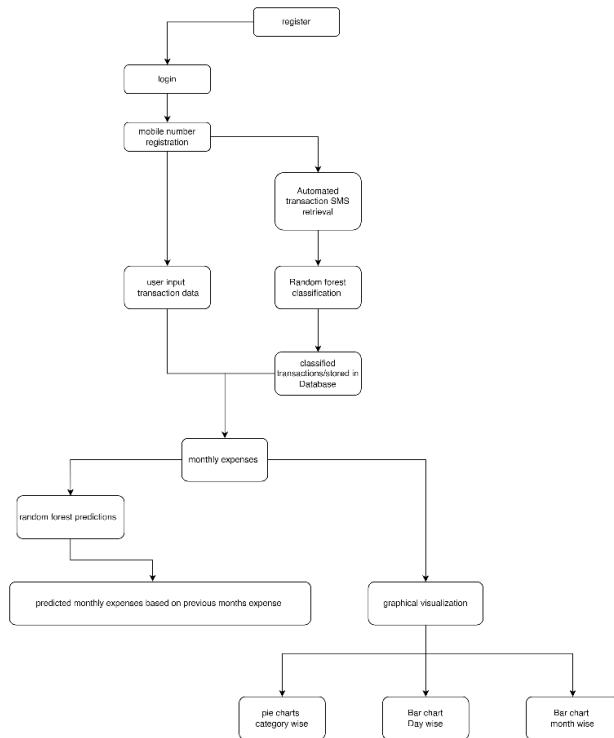 register
login
mobile number
registration
Automated
transaction SMS
retrieval
user input
transaction data
Random forest
classification
classified
transactions/stored in
Database
monthly expenses
random forest predictions
predicted monthly expenses based on previous months expense
graphical visualization
pie charts
category wise
Bar chart
Day wise
Bar chart
month wise